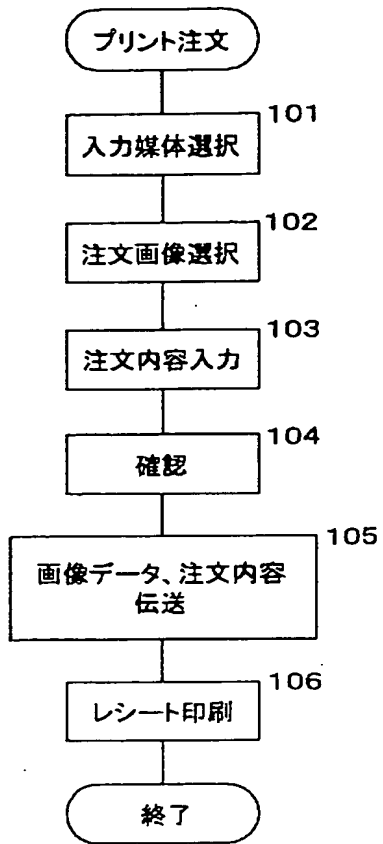 プリント注文
101
入力媒体選択
102
注文画像選択
103
注文内容入力
104
確認
105
画像データ、注文内容
伝送
106
レシート印刷
終了